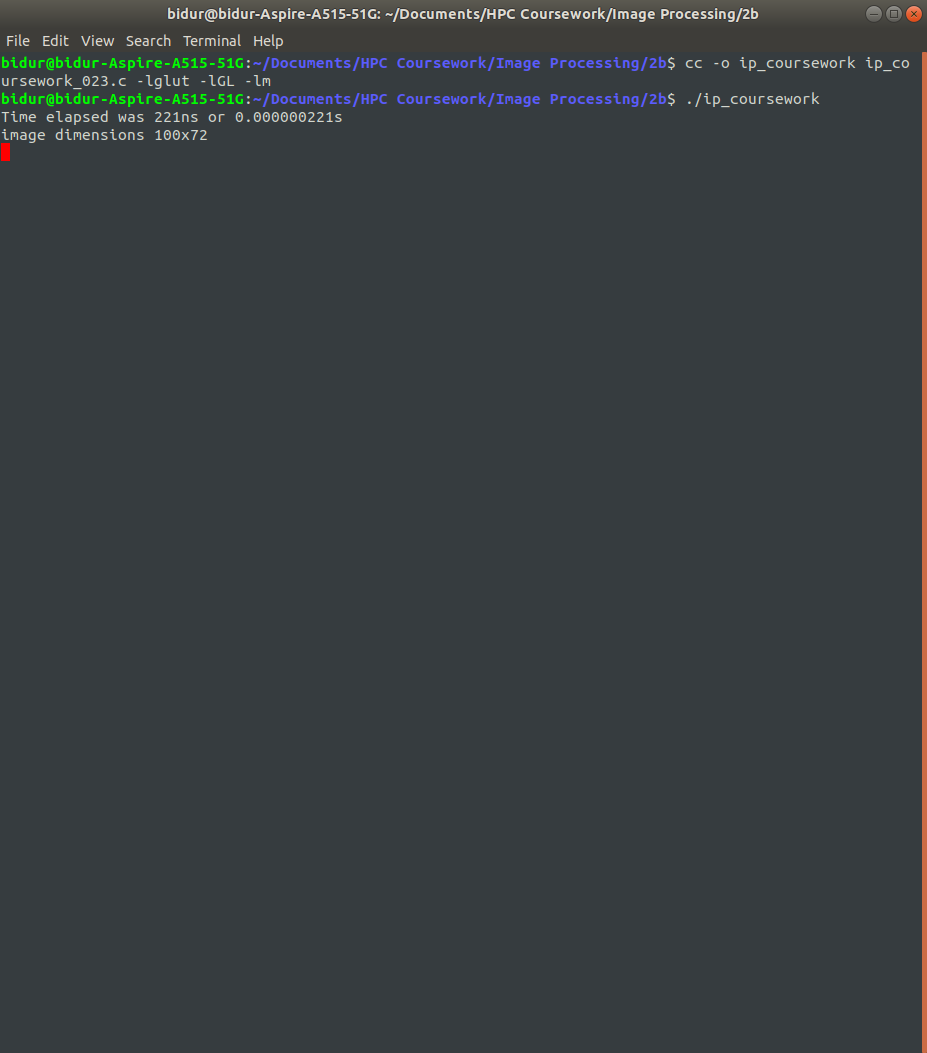 bidur@bidur-Aspire-A515-51G: ~/Documents/HPC Coursework/Image Processing/2b
File Edit View Search Terminal Help
bidur@bidur-Aspire-A515-51G:~/Documents/HPC Coursework/Image Processing/2b$ cc -o ip_coursework ip_co
ursework_023.c -lglut -lGL -lm
bidur@bidur-Aspire-A515-51G:~/Documents/HPC Coursework/Image Processing/2b$ ./ip_coursework
Time elapsed was 221ns or 0.000000221s
image dimensions 100x72